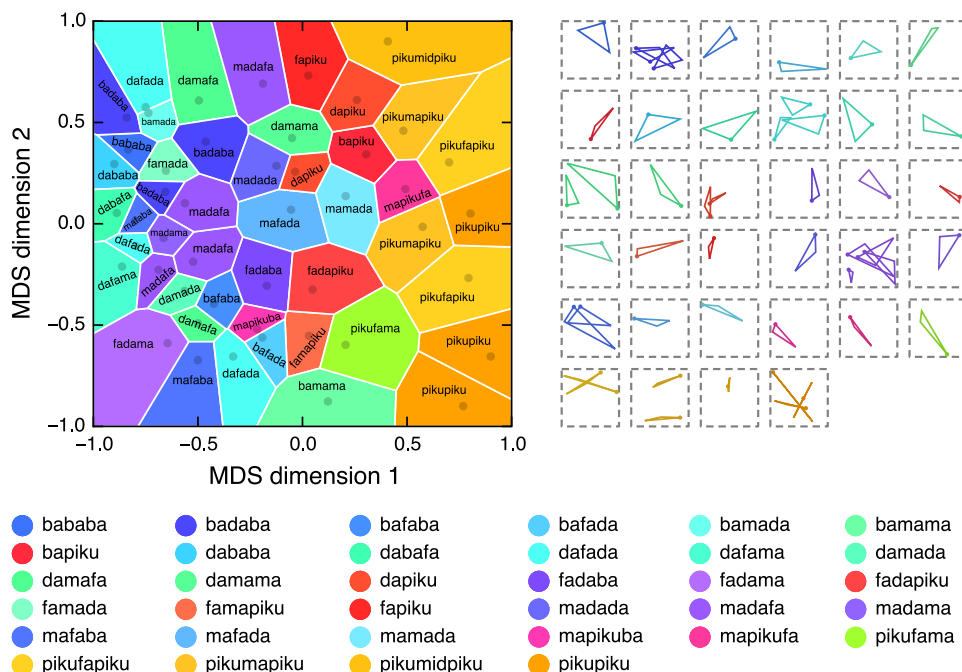 1.0
0.5
0.0
−0.5
−1.0
MDS dimension 2
−1.0 −0.5 0.0 0.5 1.0
MDS dimension 1
dafada
damafa
madafa
fapiku
pikumidpiku
badaba
bamada
dapiku
pikumapiku
bababa
badaba
damama
bapiku
pikufapiku
dababa
famada
madada
dapiku
mapikufa
dabafa
badaba
mafaba
madafa
mafada
mamada
pikupiku
madama
dafada
madafa
pikumapiku
dafama
madafa
damada
bafaba
fadaba
fadapiku
pikufapiku
damafa
mapikuba
bafada
famapiku
pikufama
pikupiku
fadama
mafaba
dafada
bamama
pikupiku
bababa badaba bafaba bafada bamada bamama
bapiku dababa dabafa dafada dafama damada
damafa damama dapiku fadaba fadama fadapiku
famada famapiku fapiku madada madafa madama
mafaba mafada mamada mapikuba mapikufa pikufama
pikufapiku pikumapiku pikumidpiku pikupiku